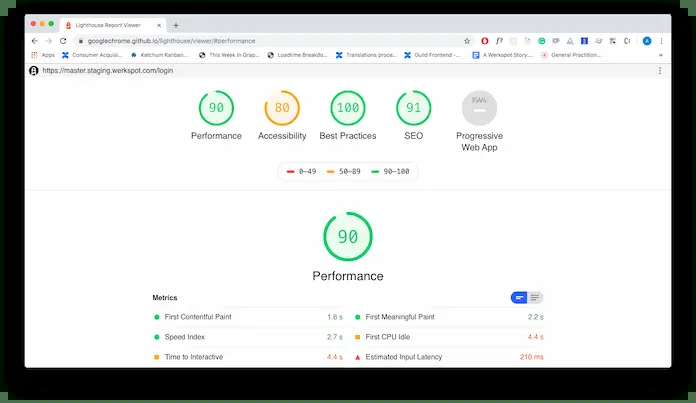 Lighthouse Report Viewer
googlechrome.github.io/lighthouse/viewer/#performance
Apps Consumer Acquisi... Ketchum Kanban... This Week In Grap... Loadtime Breakdo... Translations proce... Guild Frontend -... A Werkspot Story:... General Practition... »
https://master.staging.werkspot.com/login
90 80 100 91 PWA
Performance Accessibility Best Practices SEO Progressive
Web App
0–49 50–89 90–100
90
Performance
Metrics
First Contentful Paint 1.6 s First Meaningful Paint 2.2 s
Speed Index 2.7 s First CPU Idle 4.4 s
Time to Interactive 4.4 s Estimated Input Latency 210 ms